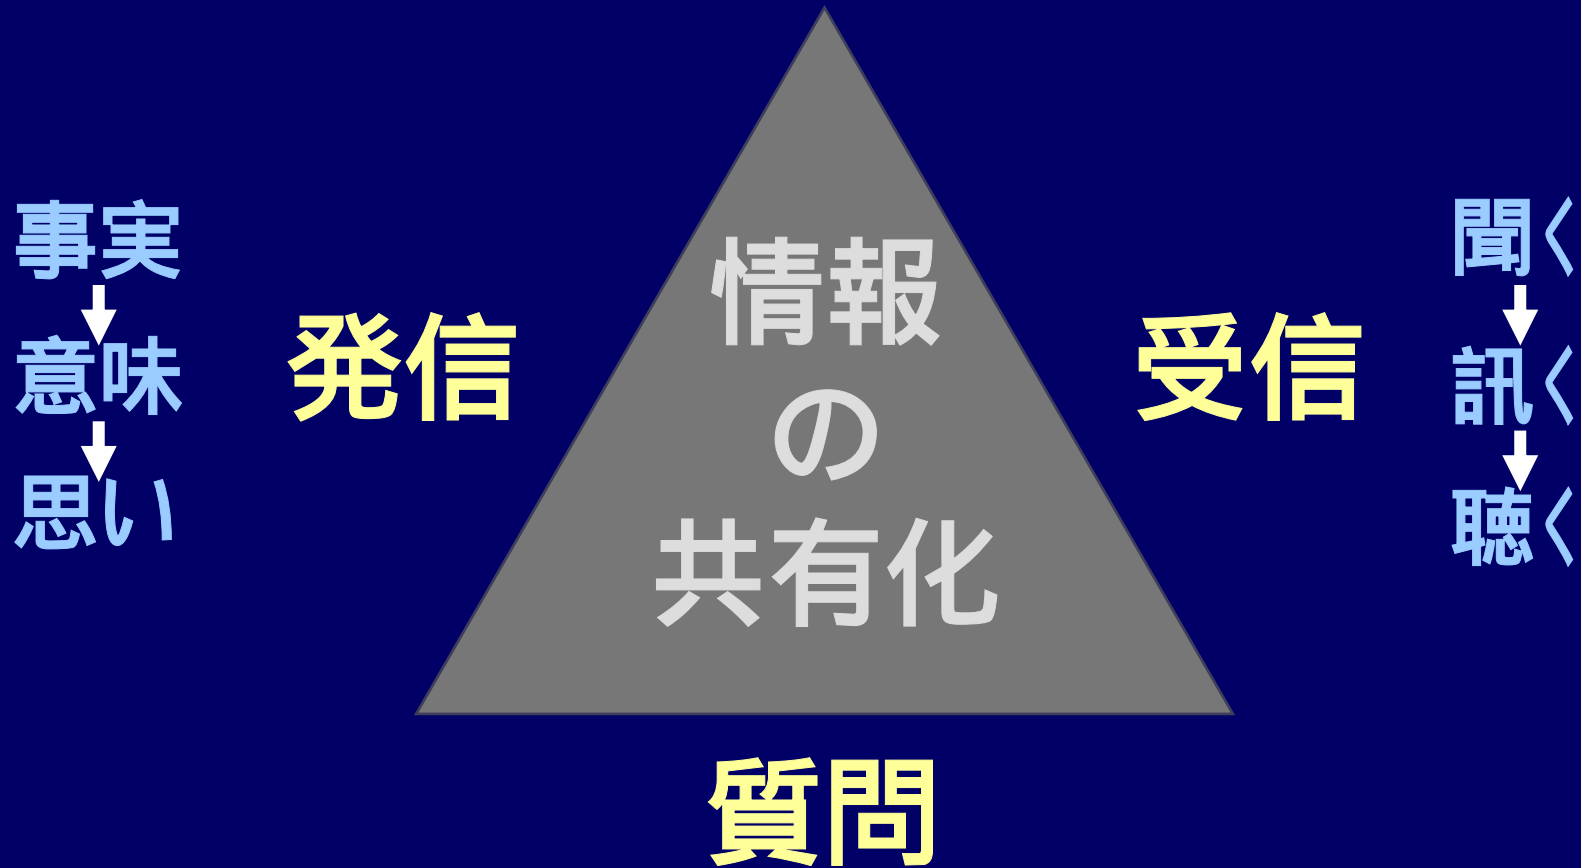 事実
意味
思い
発信
情報
の
共有化
受信
聞く
訊く
聴く
質問